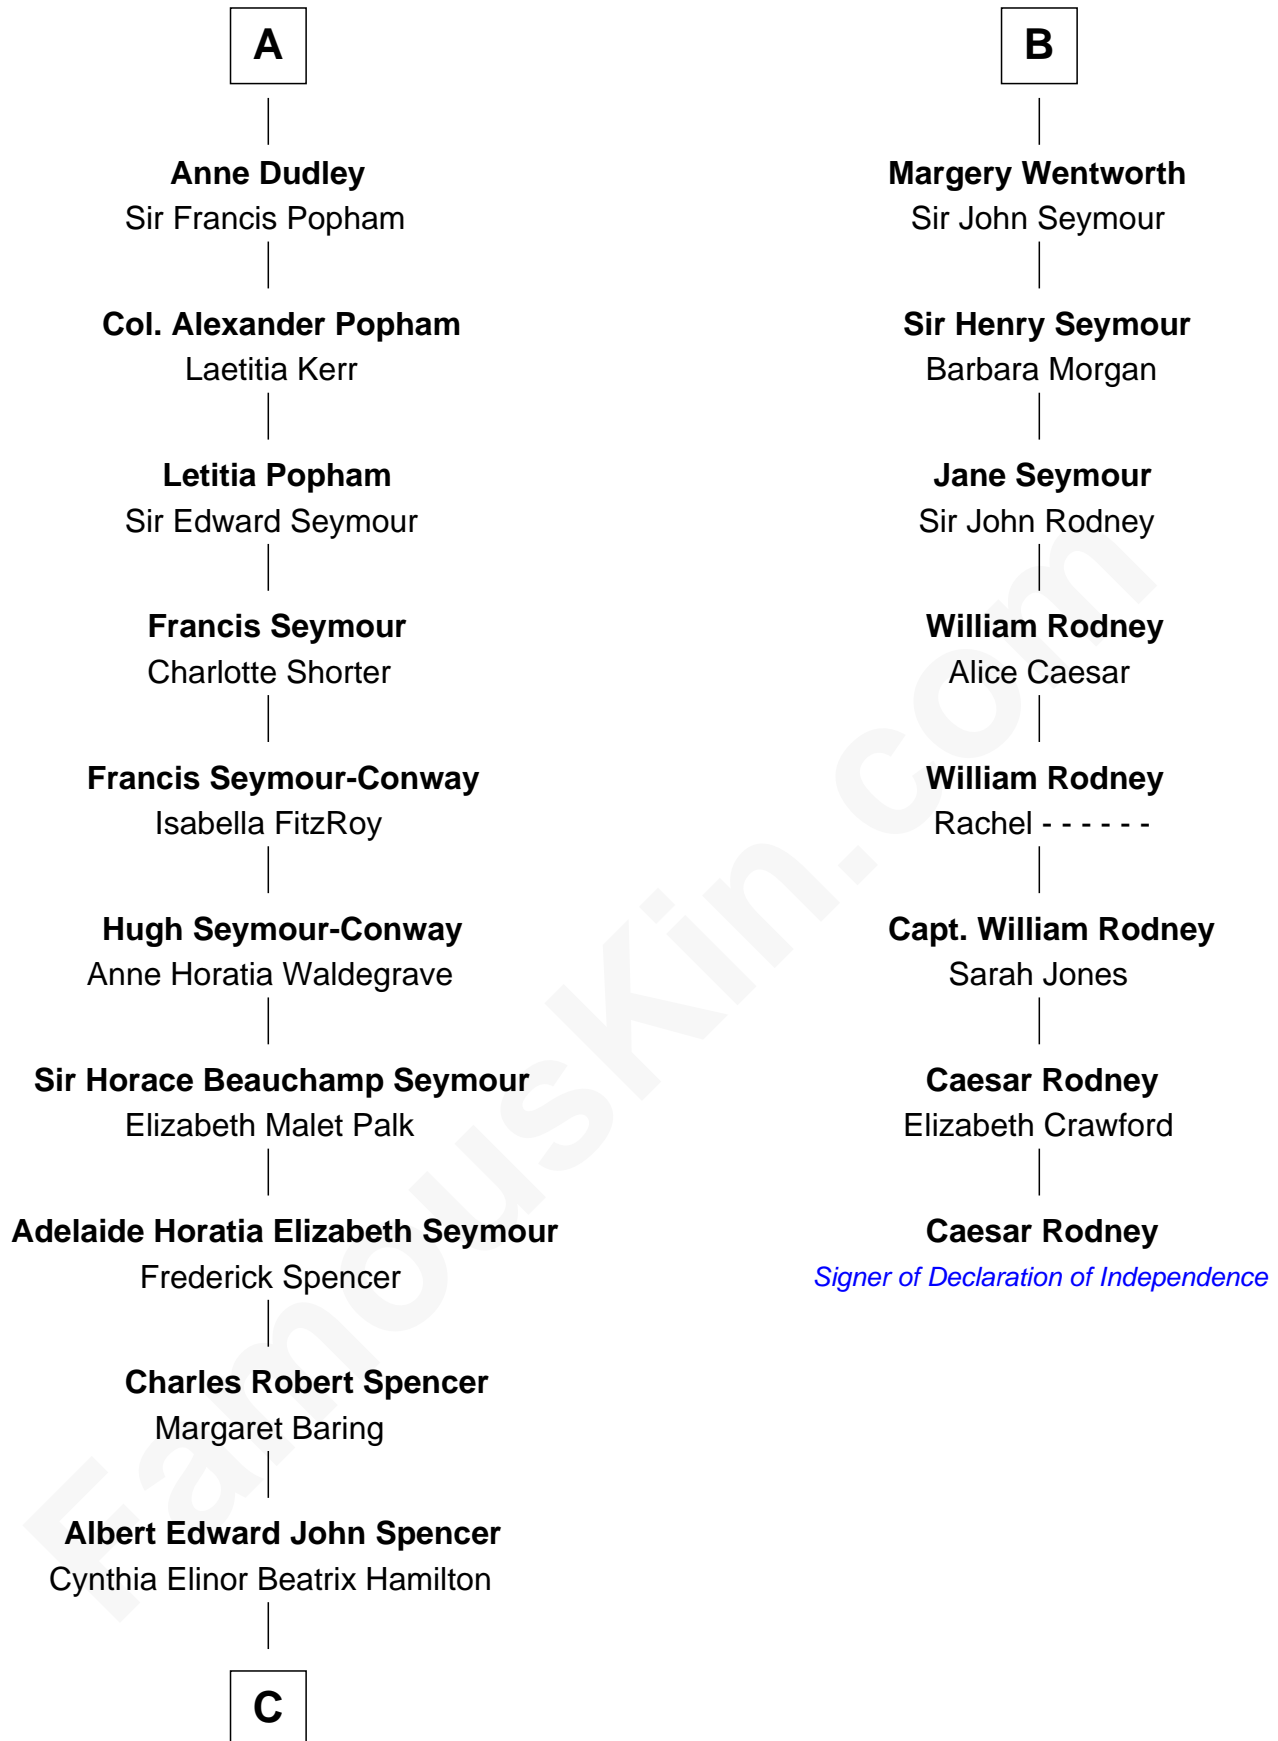 A
Anne Dudley
Sir Francis Popham
Col. Alexander Popham
Laetitia Kerr
Letitia Popham
Sir Edward Seymour
Francis Seymour
Charlotte Shorter
Francis Seymour-Conway
Isabella FitzRoy
Hugh Seymour-Conway
Anne Horatia Waldegrave
Sir Horace Beauchamp Seymour
Elizabeth Malet Palk
Adelaide Horatia Elizabeth Seymour
Frederick Spencer
Charles Robert Spencer
Margaret Baring
Albert Edward John Spencer
Cynthia Elinor Beatrix Hamilton
C
B
Margery Wentworth
Sir John Seymour
Sir Henry Seymour
Barbara Morgan
Jane Seymour
Sir John Rodney
William Rodney
Alice Caesar
William Rodney
Rachel - - - - - -
Capt. William Rodney
Sarah Jones
Caesar Rodney
Elizabeth Crawford
Caesar Rodney
Signer of Declaration of Independence
FamousKin.com